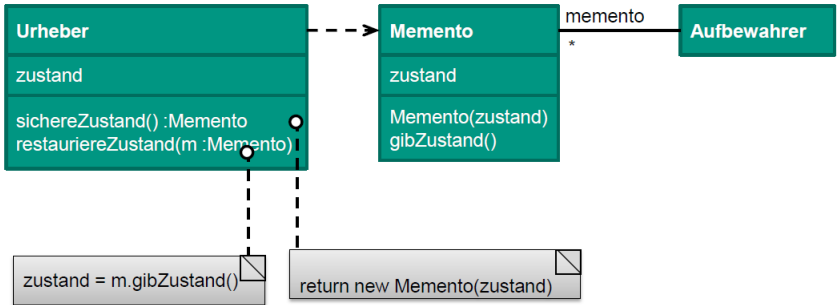 Urheber
zustand
sichereZustand() :Memento
restauriereZustand(m :Memento)
Memento
zustand
Memento(zustand)
gibZustand()
memento
*
Aufbewahrer
zustand = m.gibZustand()
return new Memento(zustand)